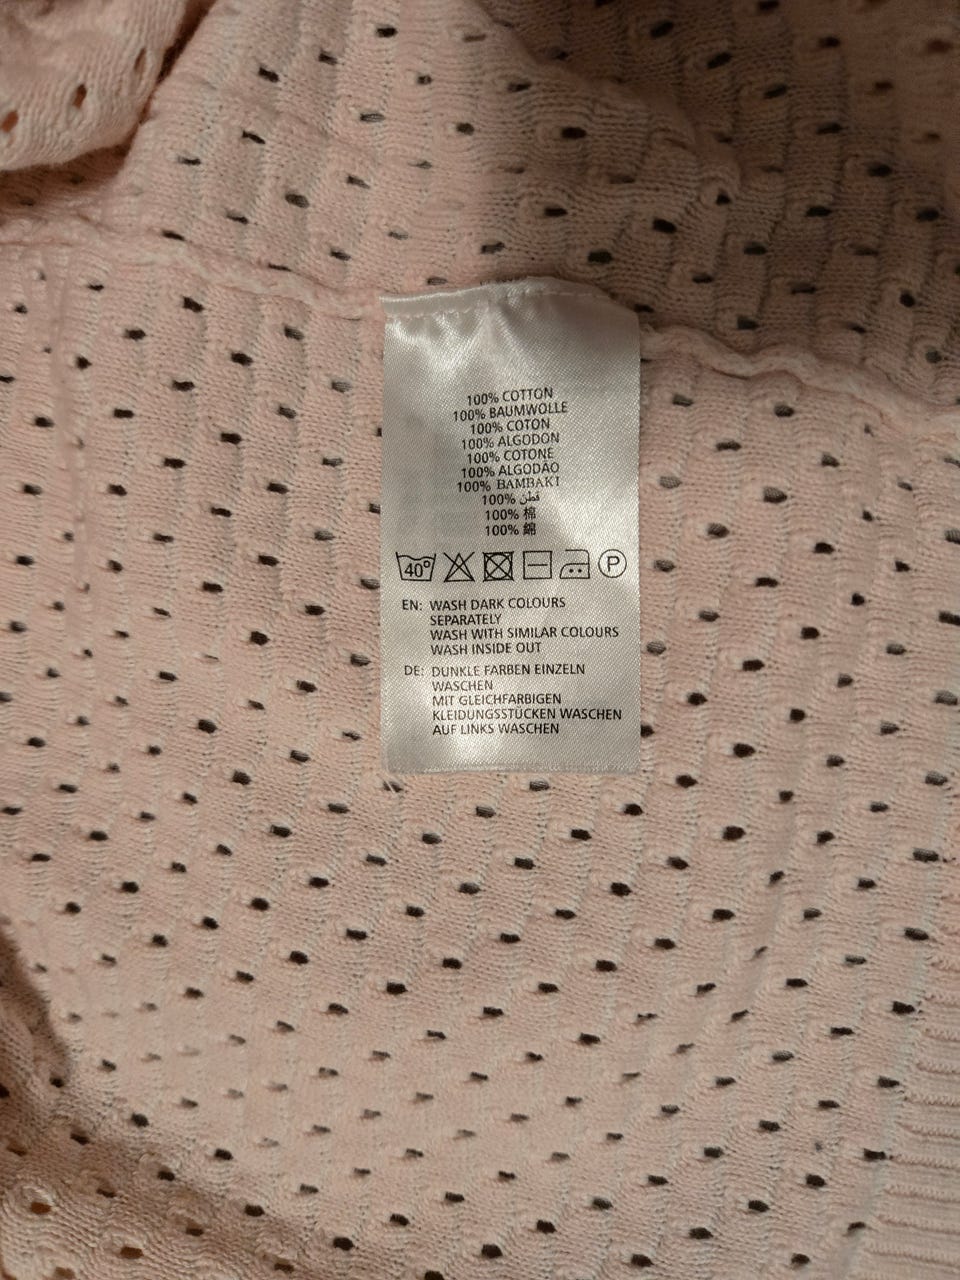 100% COTTON
100% BAUMWOLLE
100% COTON
100% ALGODON
100% COTONE
100% ALGODÃO
100% BAMBAKI
100% قطن
100% 棉
100% 綿
40°
P
EN: WASH DARK COLOURS
SEPARATELY
WASH WITH SIMILAR COLOURS
WASH INSIDE OUT
DE: DUNKLE FARBEN EINZELN
WASCHEN
MIT GLEICHFARBIGEN
KLEIDUNGSSTÜCKEN WASCHEN
AUF LINKS WASCHEN